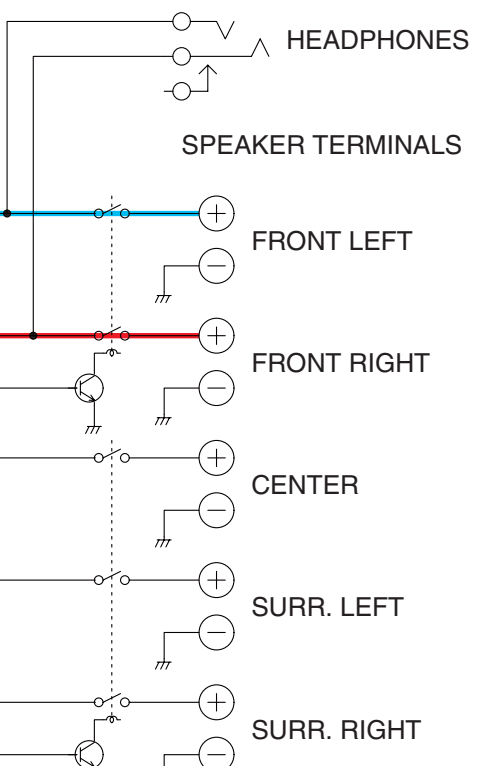 HEADPHONES
SPEAKER TERMINALS
+
FRONT LEFT
−
+
FRONT RIGHT
−
+
CENTER
−
+
SURR. LEFT
−
+
SURR. RIGHT
−